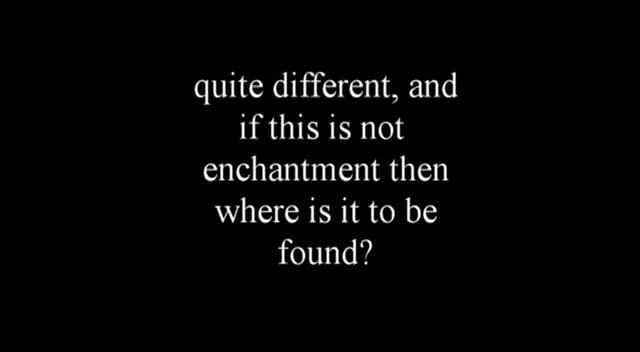 quite different, and
if this is not
enchantment then
where is it to be
found?